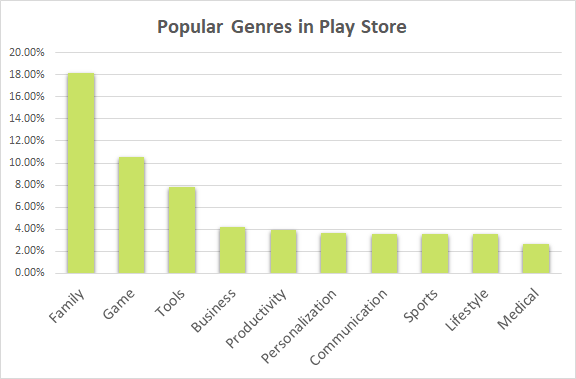 Popular Genres in Play Store
20.00%
18.00%
16.00%
14.00%
12.00%
10.00%
8.00%
6.00%
4.00%
2.00%
0.00%
Family
Game
Tools
Business
Productivity
Personalization
Communication
Sports
Lifestyle
Medical